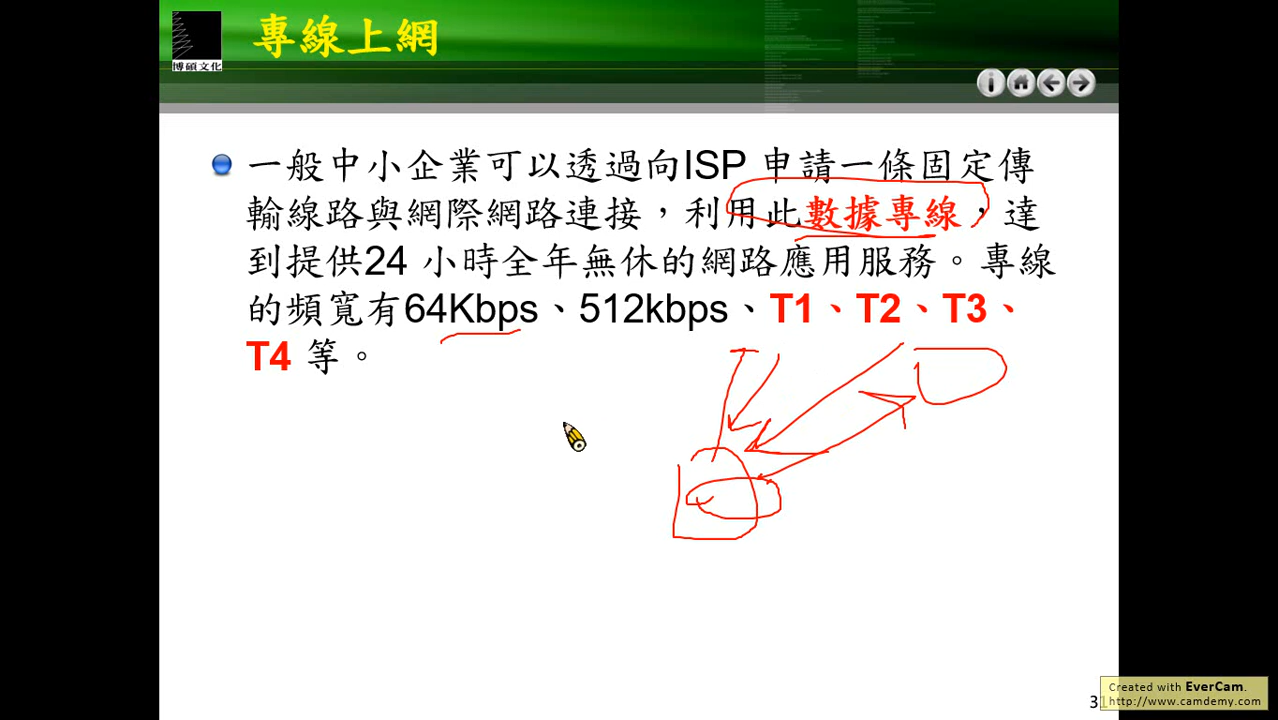 專線上網
博碩文化
一般中小企業可以透過向ISP 申請一條固定傳
輸線路與網際網路連接，利用此數據專線，達
到提供24 小時全年無休的網路應用服務。專線
的頻寬有64Kbps、512kbps、T1、T2、T3、
T4 等。
Created with EverCam.
http://www.camdemy.com